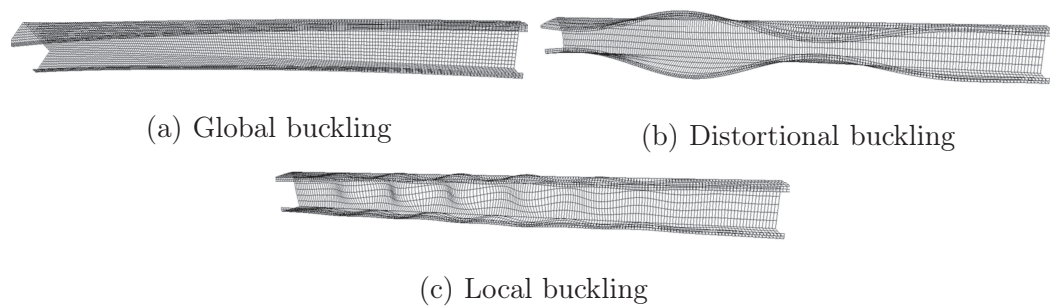 (a) Global buckling
(b) Distortional buckling
(c) Local buckling